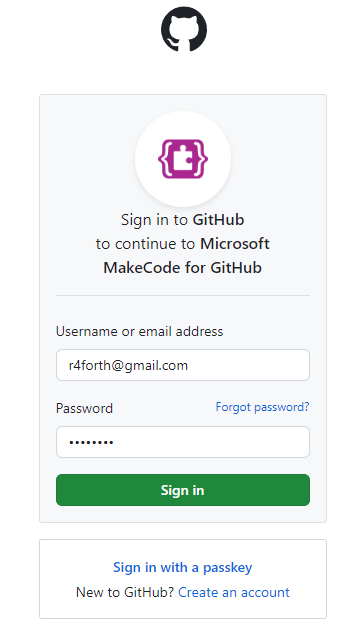 Sign in to GitHub
to continue to Microsoft
MakeCode for GitHub
Username or email address
r4forth@gmail.com
Password Forgot password?
••••••••
Sign in
Sign in with a passkey
New to GitHub? Create an account